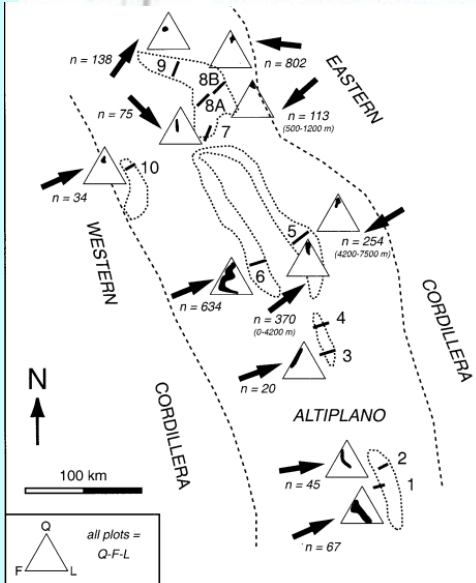 n = 138
n = 802
9
8B
8A
EASTERN
n = 75
n = 113
(500-1200 m)
7
10
n = 34
WESTERN
5
n = 254
(4200-7500 m)
6
n = 634
n = 370
(0-4200 m)
CORDILLERA
4
3
N
n = 20
CORDILLERA
ALTIPLANO
100 km
2
1
n = 45
n = 67
Q
F
L
all plots =
Q-F-L